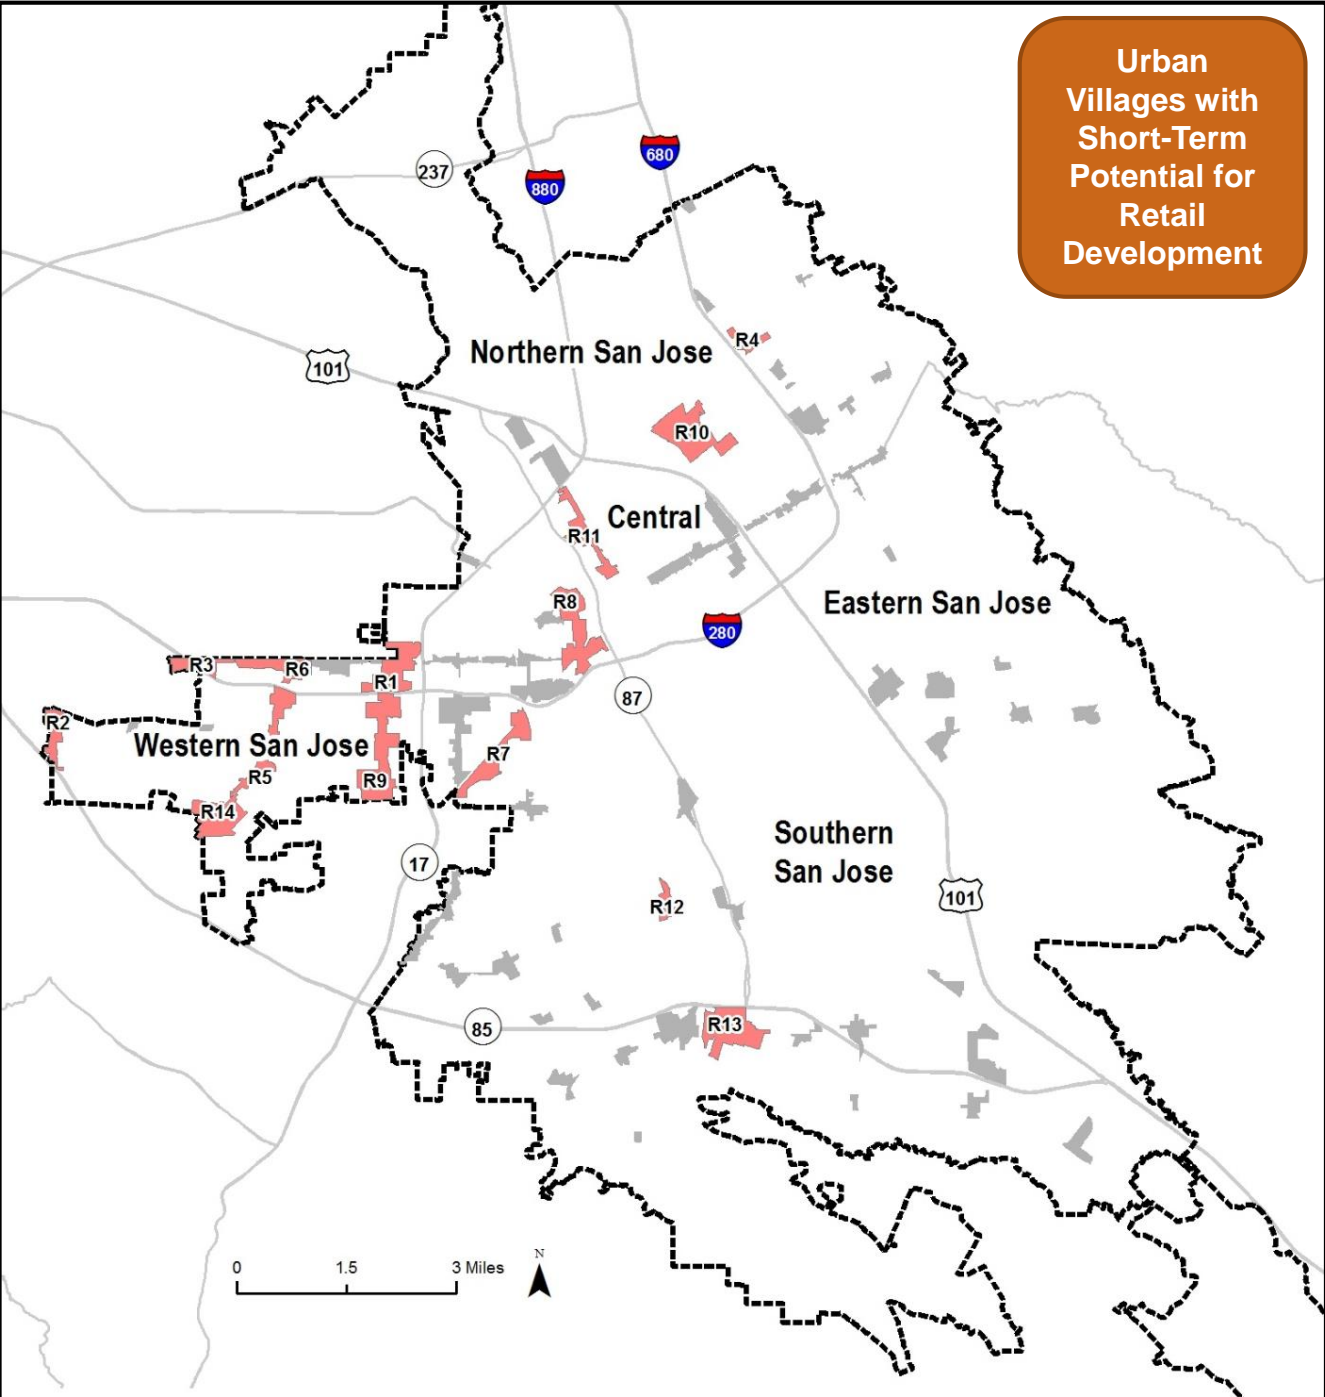 Urban
Villages with
Short-Term
Potential for
Retail
Development
680
237
880
R4
Northern San Jose
101
R10
Central
R11
R8
Eastern San Jose
280
R3
R6
R1
87
R2
Western San Jose
R7
R5
R9
R14
Southern
San Jose
17
101
R12
R13
85
N
0
1.5
3 Miles